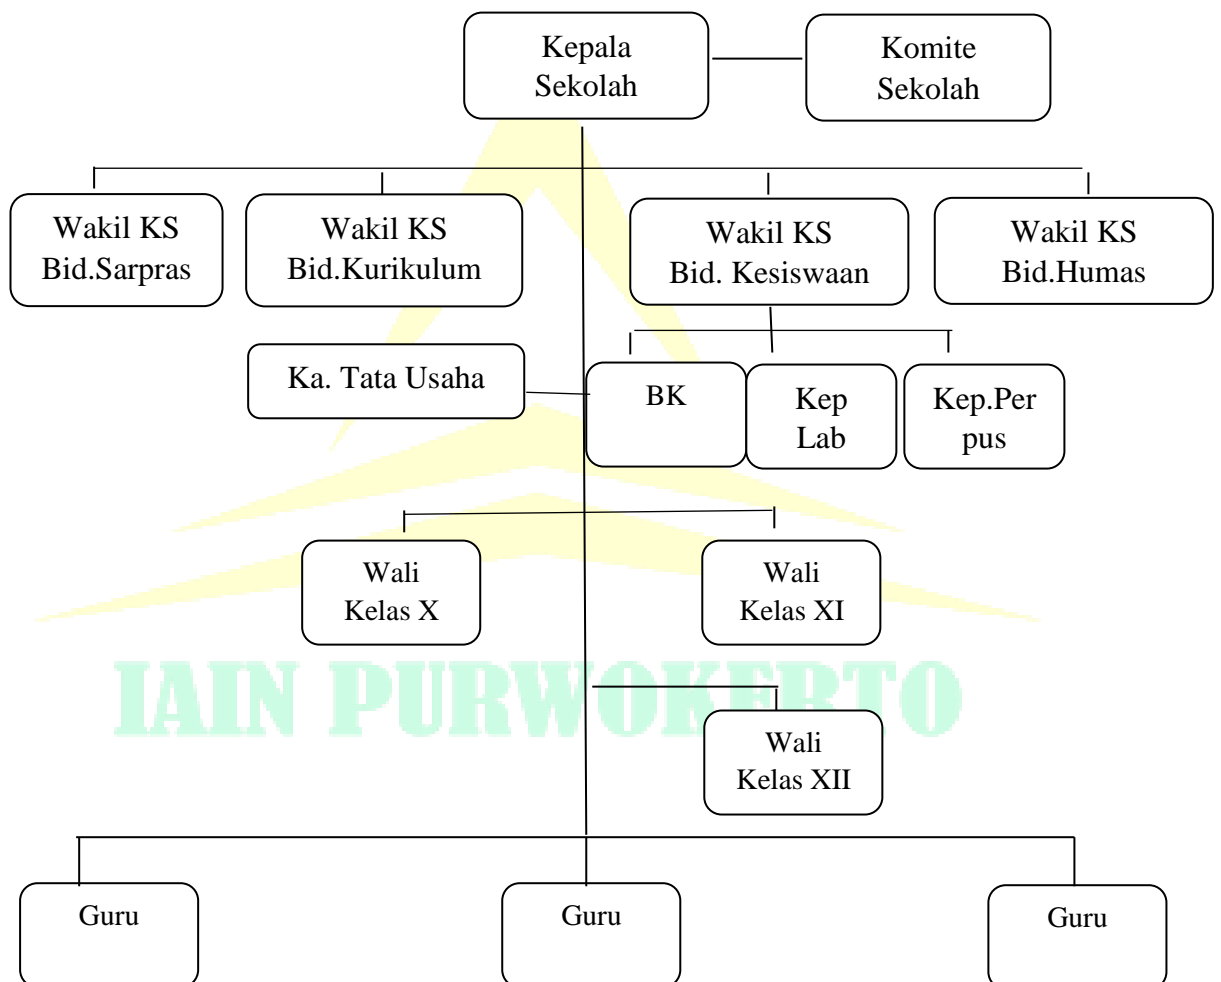 Kepala
Sekolah
Komite
Sekolah
Wakil KS
Bid.Sarpras
Wakil KS
Bid.Kurikulum
Wakil KS
Bid. Kesiswaan
Wakil KS
Bid.Humas
Ka. Tata Usaha
BK
Kep
Lab
Kep.Per
pus
Wali
Kelas X
Wali
Kelas XI
IAIN PURWOKERTO
Wali
Kelas XII
Guru
Guru
Guru